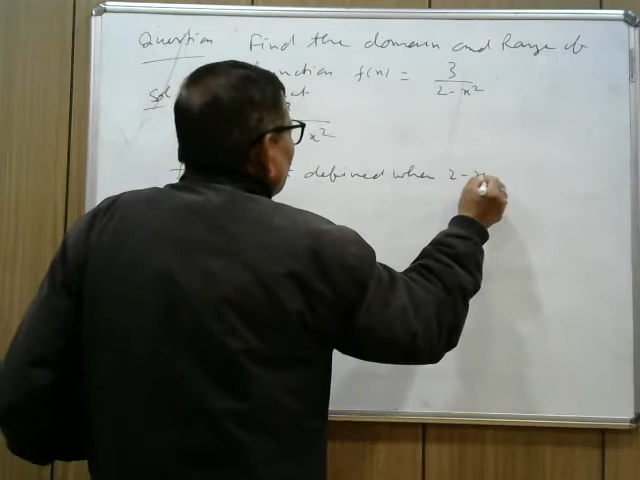 Question Find the domain and Range of
function f(x) = 3/(2-x²)
Sol
x²
defined when 2-x